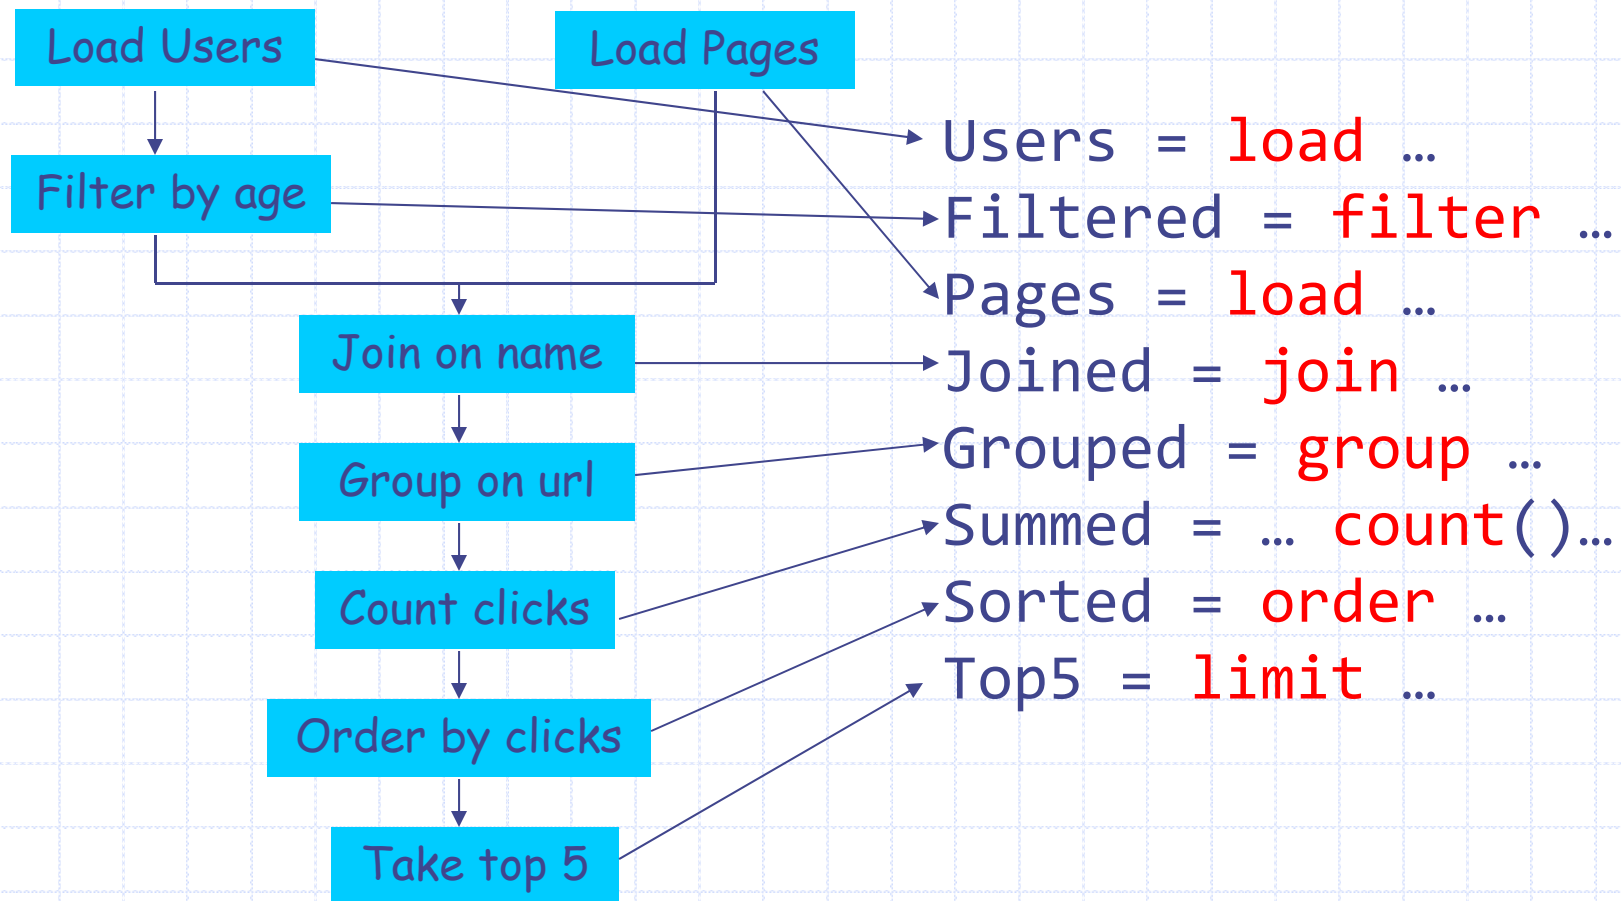 Load Users
Load Pages
Filter by age
Join on name
Group on url
Count clicks
Order by clicks
Take top 5
Users = load …
Filtered = filter …
Pages = load …
Joined = join …
Grouped = group …
Summed = … count()…
Sorted = order …
Top5 = limit …